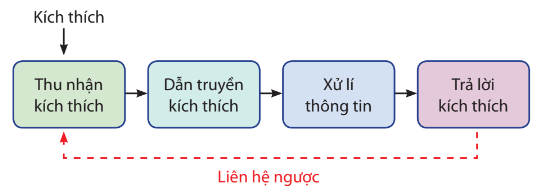 Kích thích
Thu nhận
kích thích
Dẫn truyền
kích thích
Xử lí
thông tin
Trả lời
kích thích
Liên hệ ngược